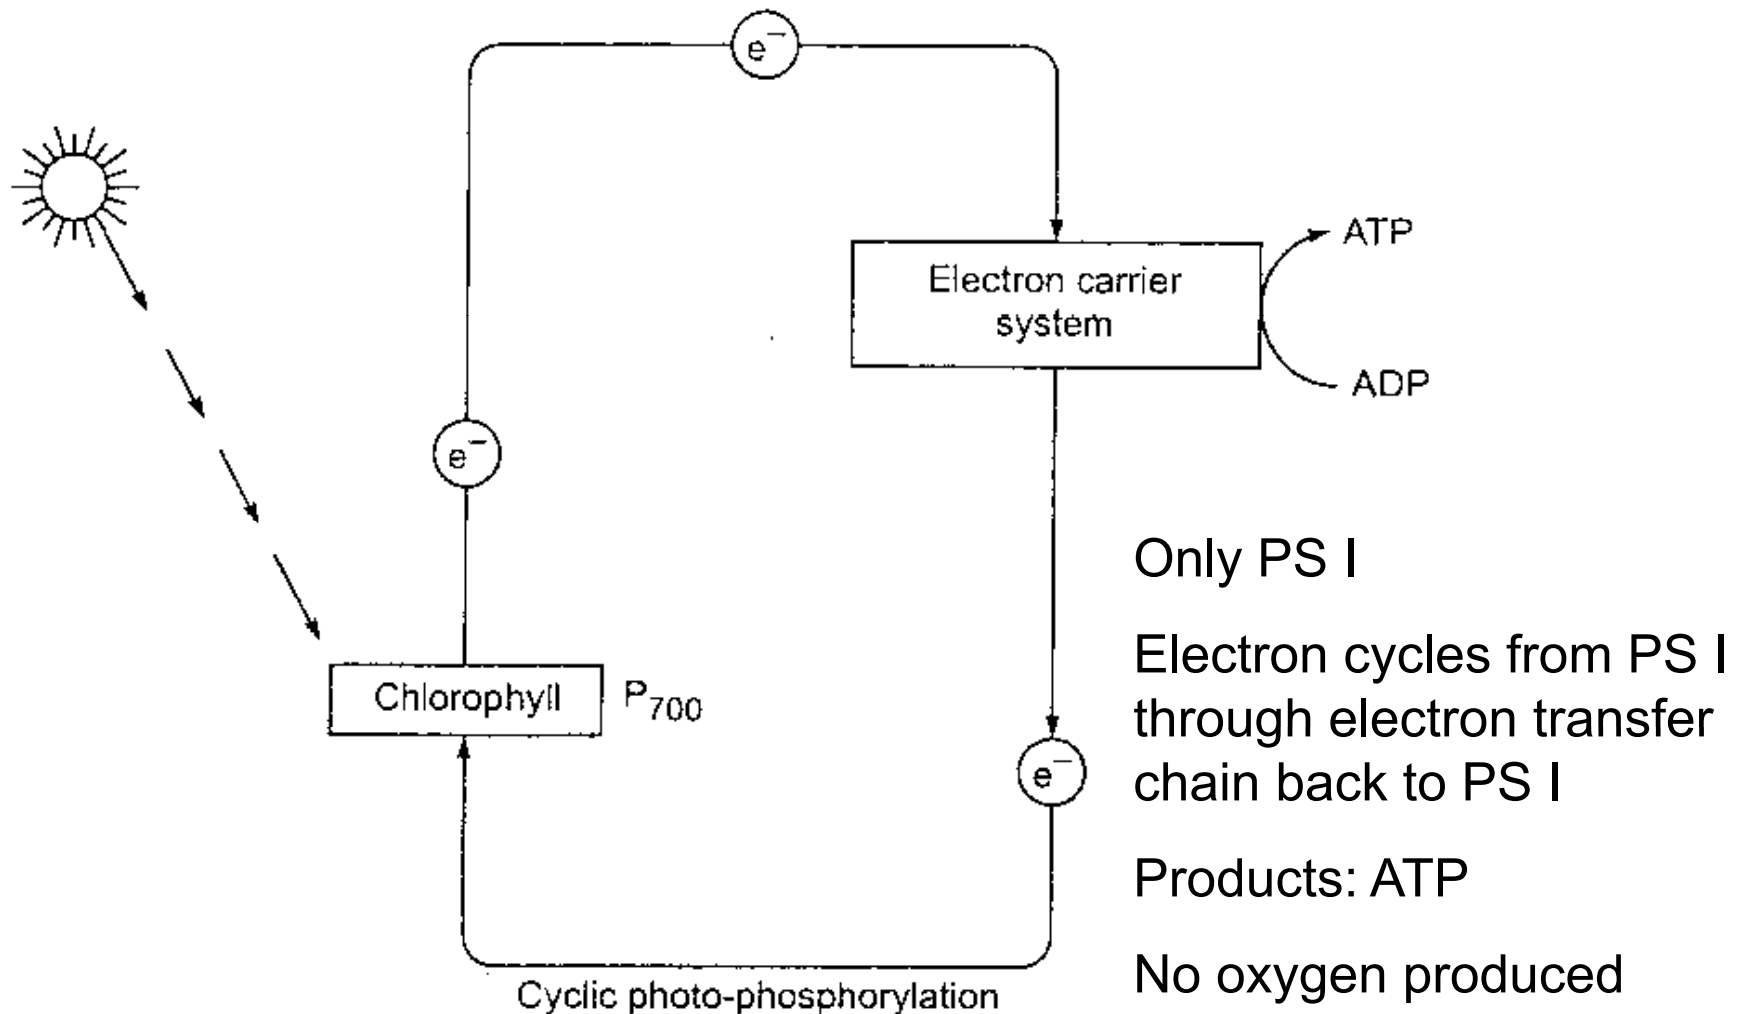 e⁻
ATP
Electron carrier
system
ADP
e⁻
Only PS I
Electron cycles from PS I
through electron transfer
chain back to PS I
Chlorophyll P₇₀₀
e⁻
Products: ATP
No oxygen produced
Cyclic photo-phosphorylation